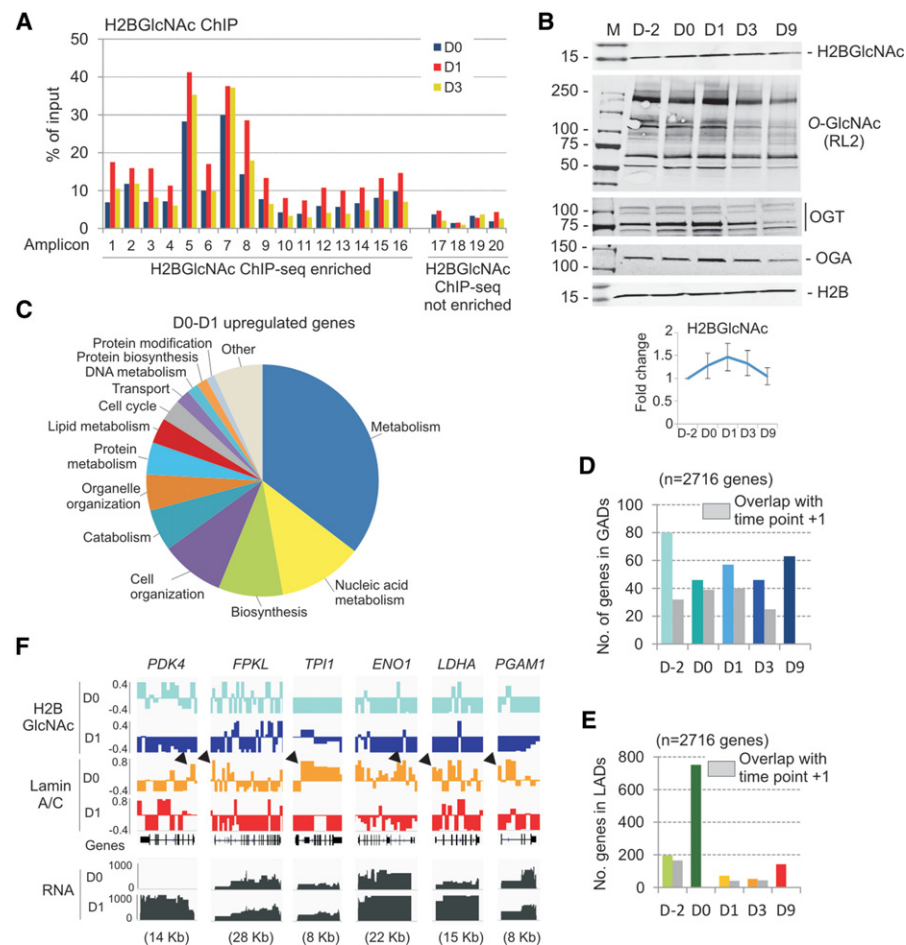 A
H2BGlcNAc ChIP
50
40
30
20
10
0
% of input
D0
D1
D3
Amplicon
1 2 3 4 5 6 7 8 9 10 11 12 13 14 15 16
17 18 19 20
H2BGlcNAc ChIP-seq enriched
H2BGlcNAc
ChIP-seq
not enriched
B
M D-2 D0 D1 D3 D9
15 -
- H2BGlcNAc
250 -
100 -
75 -
50 -
O-GlcNAc
(RL2)
100 -
75 -
OGT
150 -
100 -
- OGA
15 -
- H2B
H2BGlcNAc
Fold change
2
1.5
1
0.5
0
D-2 D0 D1 D3 D9
C
D0-D1 upregulated genes
Protein modification
Protein biosynthesis
DNA metabolism
Transport
Cell cycle
Lipid metabolism
Protein
metabolism
Organelle
organization
Catabolism
Cell
organization
Biosynthesis
Nucleic acid
metabolism
Metabolism
Other
D
(n=2716 genes)
Overlap with
time point +1
No. of genes in GADs
100
80
60
40
20
0
D-2 D0 D1 D3 D9
E
(n=2716 genes)
Overlap with
time point +1
No. genes in LADs
800
600
400
200
0
D-2 D0 D1 D3 D9
F
PDK4 FPKL TPI1 ENO1 LDHA PGAM1
H2B
GlcNAc
D0
0.4
-0.4
D1
0.4
-0.4
Lamin
A/C
D0
0.8
-0.4
D1
0.8
-0.4
Genes
RNA
D0
1000
0
D1
1000
0
(14 Kb) (28 Kb) (8 Kb) (22 Kb) (15 Kb) (8 Kb)